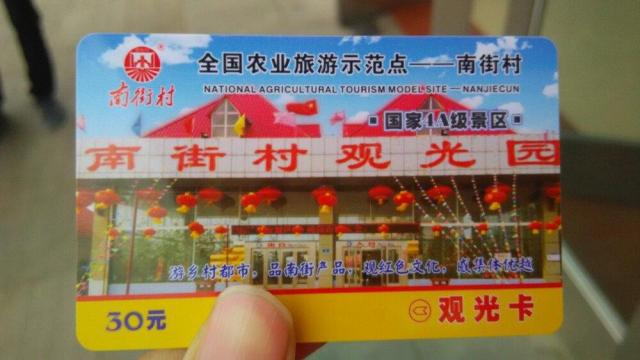 全国农业旅游示范点——南街村
NATIONAL AGRICULTURAL TOURISM MODEL SITE — NANJIECUN
南街村
国家4A级景区
南街村观光园
游乡村都市，品南街产品，观红色文化，感集体优越
30元
观光卡